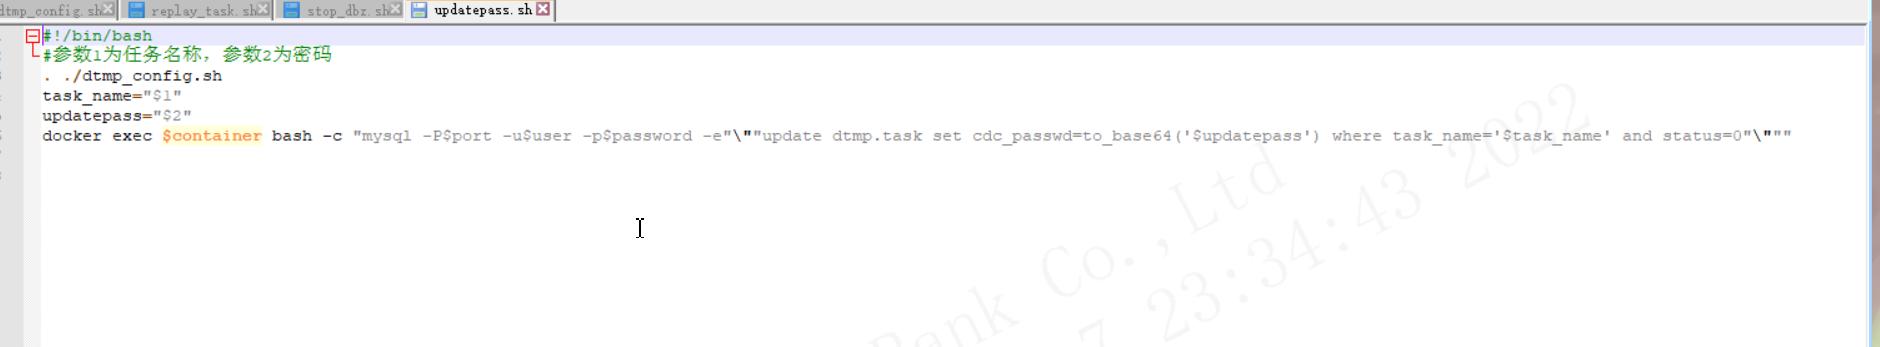 dtmp_config.sh replay_task.sh stop_dbz.sh updatepass.sh
#!/bin/bash
#参数1为任务名称，参数2为密码
. ./dtmp_config.sh
task_name="$1"
updatepass="$2"
docker exec $container bash -c "mysql -P$port -u$user -p$password -e"\""update dtmp.task set cdc_passwd=to_base64('$updatepass') where task_name='$task_name' and status=0"\"""
Bank Co.,Ltd
7 23:34:43 2022